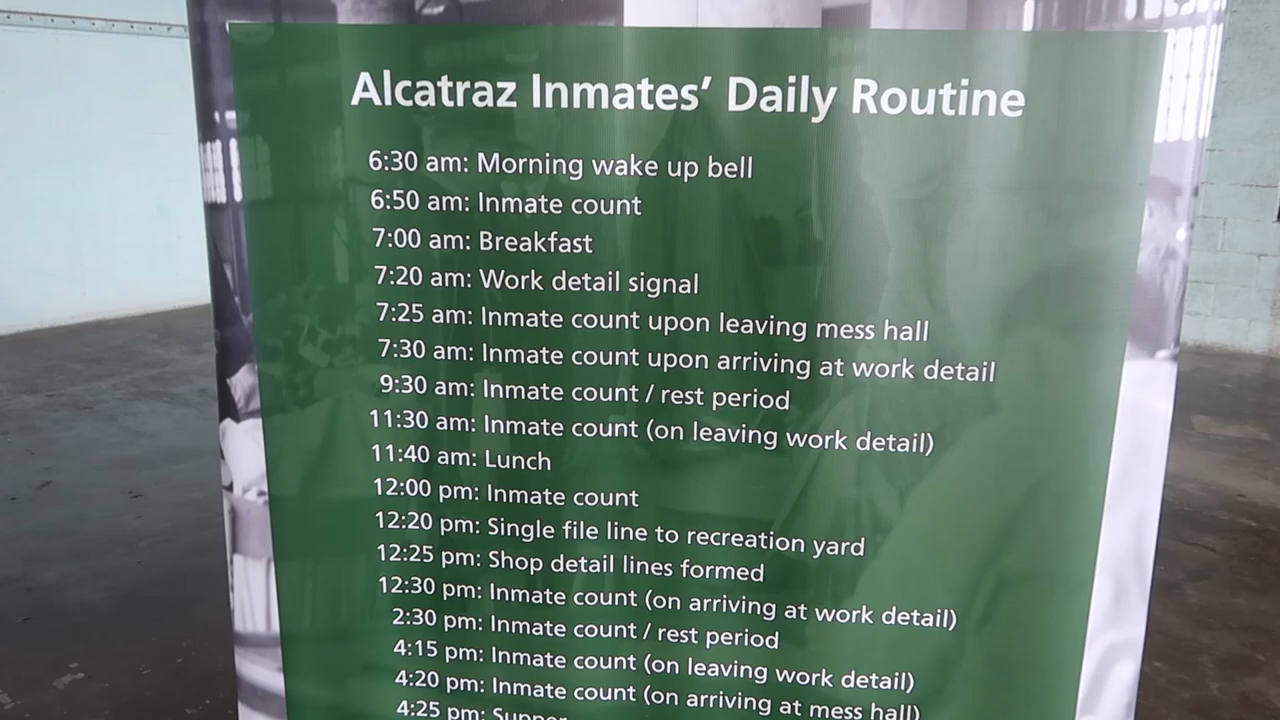 Alcatraz Inmates’ Daily Routine
6:30 am: Morning wake up bell
6:50 am: Inmate count
7:00 am: Breakfast
7:20 am: Work detail signal
7:25 am: Inmate count upon leaving mess hall
7:30 am: Inmate count upon arriving at work detail
9:30 am: Inmate count / rest period
11:30 am: Inmate count (on leaving work detail)
11:40 am: Lunch
12:00 pm: Inmate count
12:20 pm: Single file line to recreation yard
12:25 pm: Shop detail lines formed
12:30 pm: Inmate count (on arriving at work detail)
2:30 pm: Inmate count / rest period
4:15 pm: Inmate count (on leaving work detail)
4:20 pm: Inmate count (on arriving at mess hall)
4:25 pm: Supper